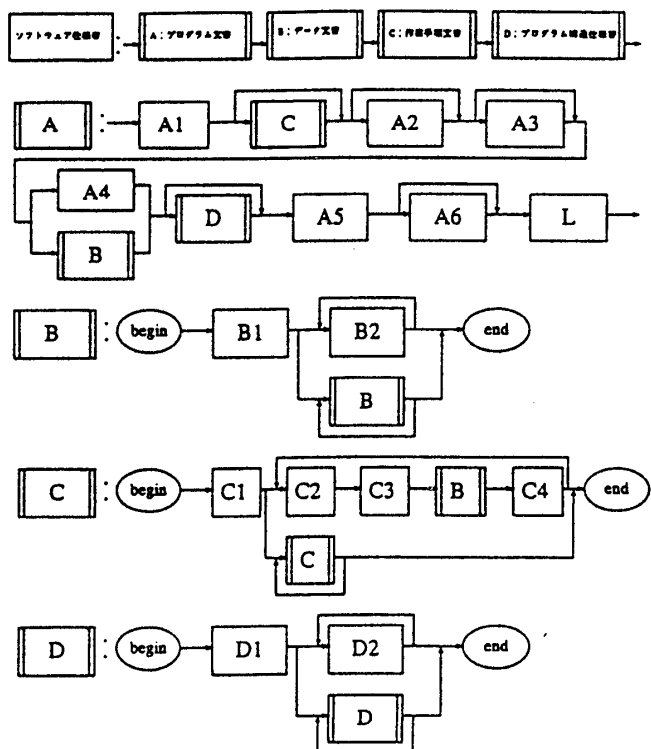 ソフトウェア仕様書 : A:プログラム文書 B:データ文書 C:作業手順文書 D:プログラム構造仕様書
A : A1 C A2 A3
A4
B D A5 A6 L
B : begin B1 B2 end
B
C : begin C1 C2 C3 B C4 end
C
D : begin D1 D2 end
D